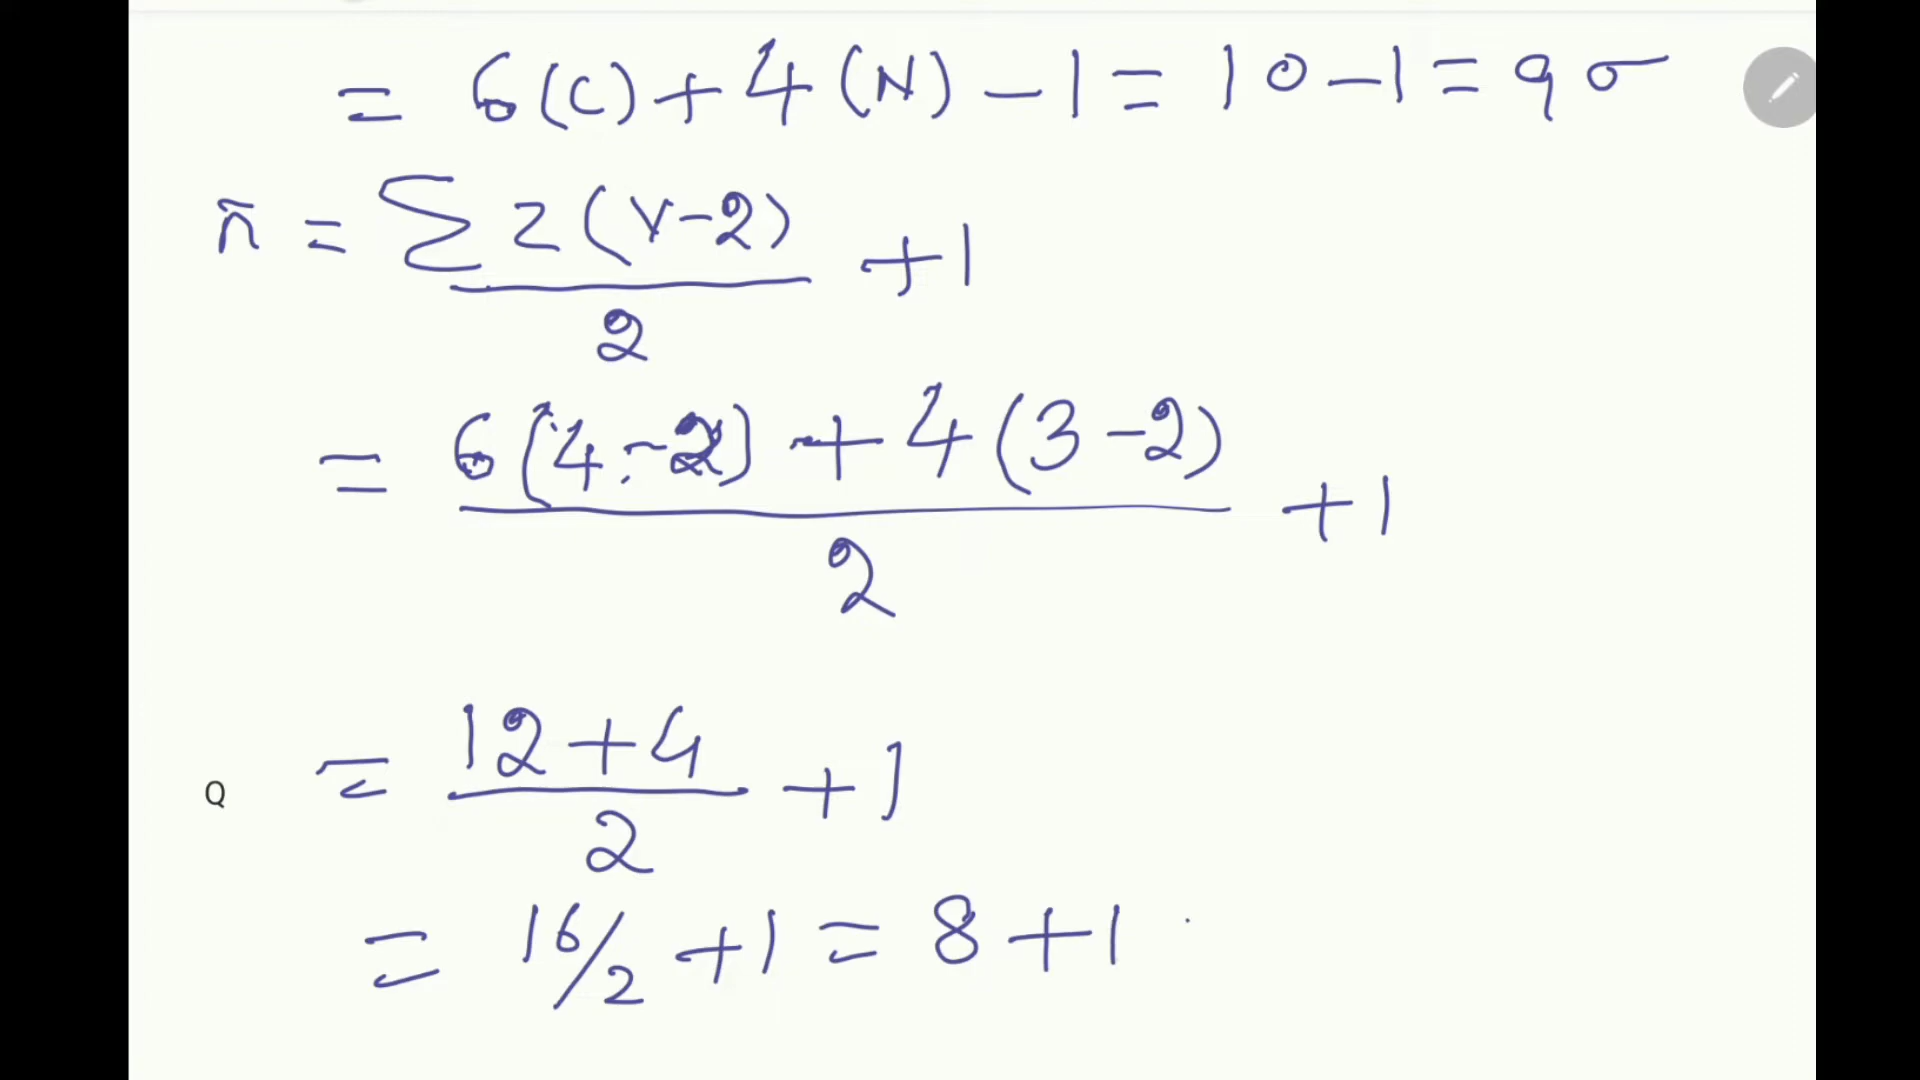 = 6(C) + 4(N) - 1 = 10 - 1 = 9σ
π = Σ z(v-2)/2 + 1
= 6(4-2) + 4(3-2)/2 + 1
Q = 12+4/2 + 1
= 16/2 + 1 = 8 + 1